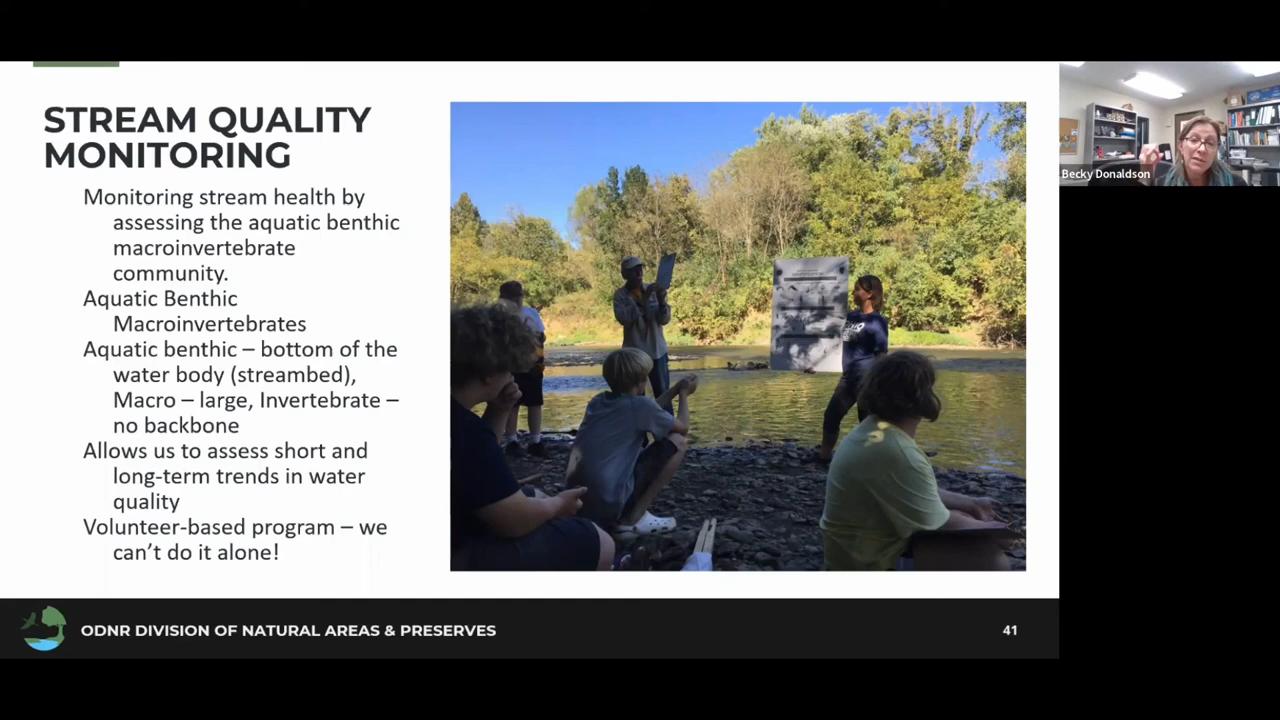 STREAM QUALITY
MONITORING
Monitoring stream health by
assessing the aquatic benthic
macroinvertebrate
community.
Aquatic Benthic
Macroinvertebrates
Aquatic benthic – bottom of the
water body (streambed),
Macro – large, Invertebrate –
no backbone
Allows us to assess short and
long-term trends in water
quality
Volunteer-based program – we
can’t do it alone!
ODNR DIVISION OF NATURAL AREAS & PRESERVES
41
Becky Donaldson